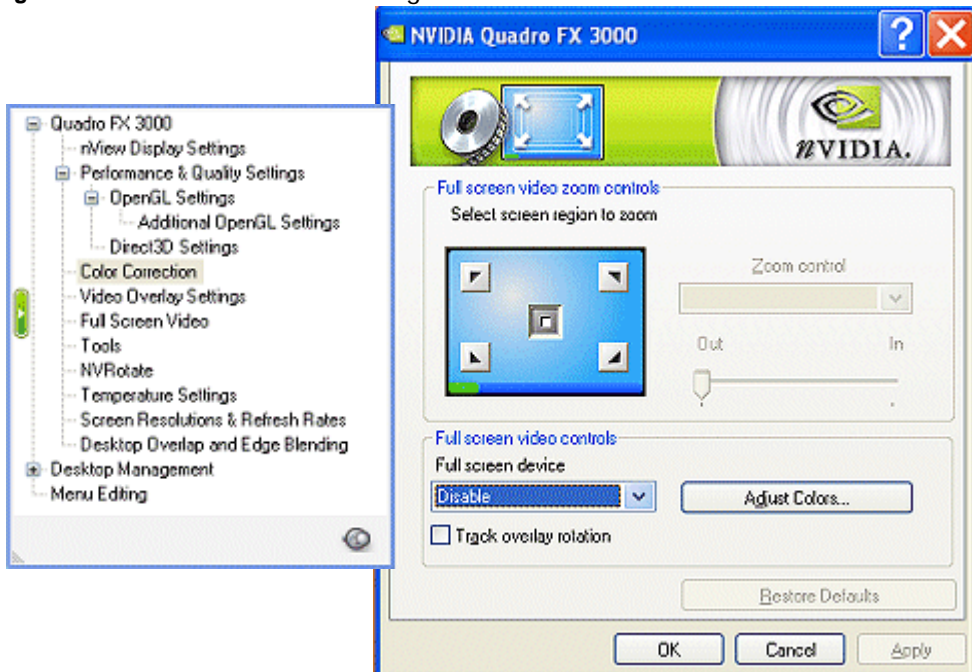 NVIDIA Quadro FX 3000
Quadro FX 3000
nView Display Settings
Performance & Quality Settings
OpenGL Settings
Additional OpenGL Settings
Direct3D Settings
Color Correction
Video Overlay Settings
Full Screen Video
Tools
NVRotate
Temperature Settings
Screen Resolutions & Refresh Rates
Desktop Overlap and Edge Blending
Desktop Management
Menu Editing
nVIDIA.
Full screen video zoom controls
Select screen region to zoom
Zoom control
Out In
Full screen video controls
Full screen device
Disable
Adjust Colors...
Track overlay rotation
Restore Defaults
OK Cancel Apply